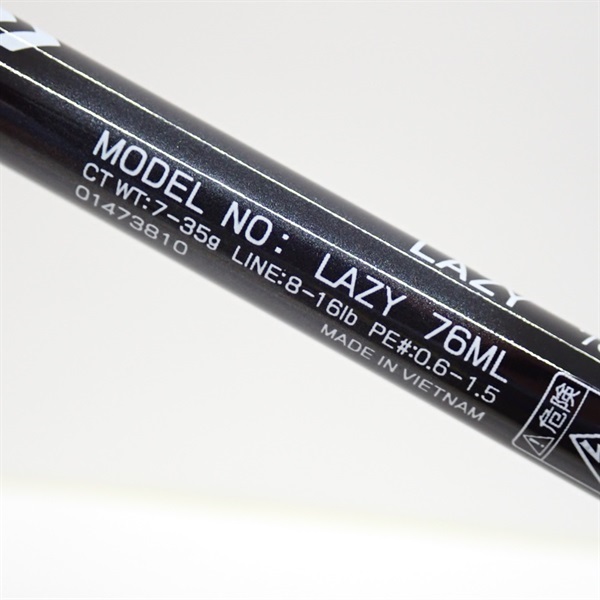 MODEL NO: LAZY 76ML
CT WT:7-35g LINE:8-16lb PE#:0.6-1.5
01473810 MADE IN VIETNAM
LAZY
危険